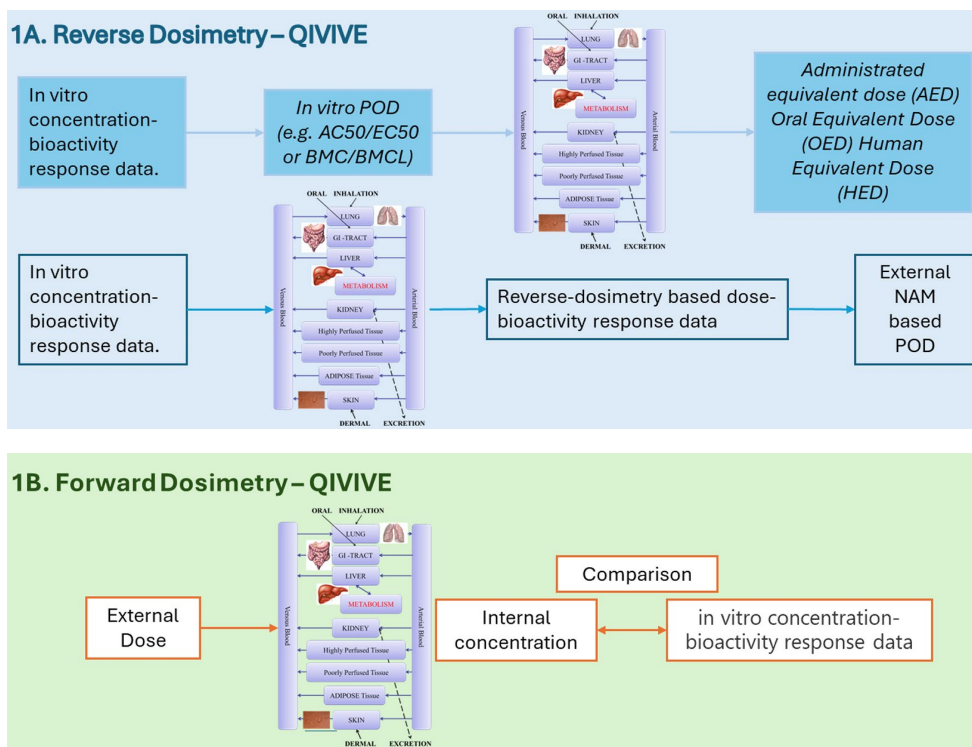 1A. Reverse Dosimetry – QIVIVE
In vitro
concentration-
bioactivity
response data.
In vitro POD
(e.g. AC50/EC50
or BMC/BMCL)
ORAL INHALATION
LUNG
GI -TRACT
LIVER
METABOLISM
KIDNEY
Highly Perfused Tissue
Poorly Perfused Tissue
ADIPOSE Tissue
SKIN
DERMAL
EXCRETION
Venous Blood
Arterial Blood
Administrated
equivalent dose (AED)
Oral Equivalent Dose
(OED) Human
Equivalent Dose
(HED)
In vitro
concentration-
bioactivity
response data.
ORAL INHALATION
LUNG
GI -TRACT
LIVER
METABOLISM
KIDNEY
Highly Perfused Tissue
Poorly Perfused Tissue
ADIPOSE Tissue
SKIN
DERMAL
EXCRETION
Venous Blood
Arterial Blood
Reverse-dosimetry based dose-
bioactivity response data
External
NAM
based
POD
1B. Forward Dosimetry – QIVIVE
External
Dose
ORAL INHALATION
LUNG
GI -TRACT
LIVER
METABOLISM
KIDNEY
Highly Perfused Tissue
Poorly Perfused Tissue
ADIPOSE Tissue
SKIN
DERMAL
EXCRETION
Venous Blood
Arterial Blood
Internal
concentration
Comparison
in vitro concentration-
bioactivity response data